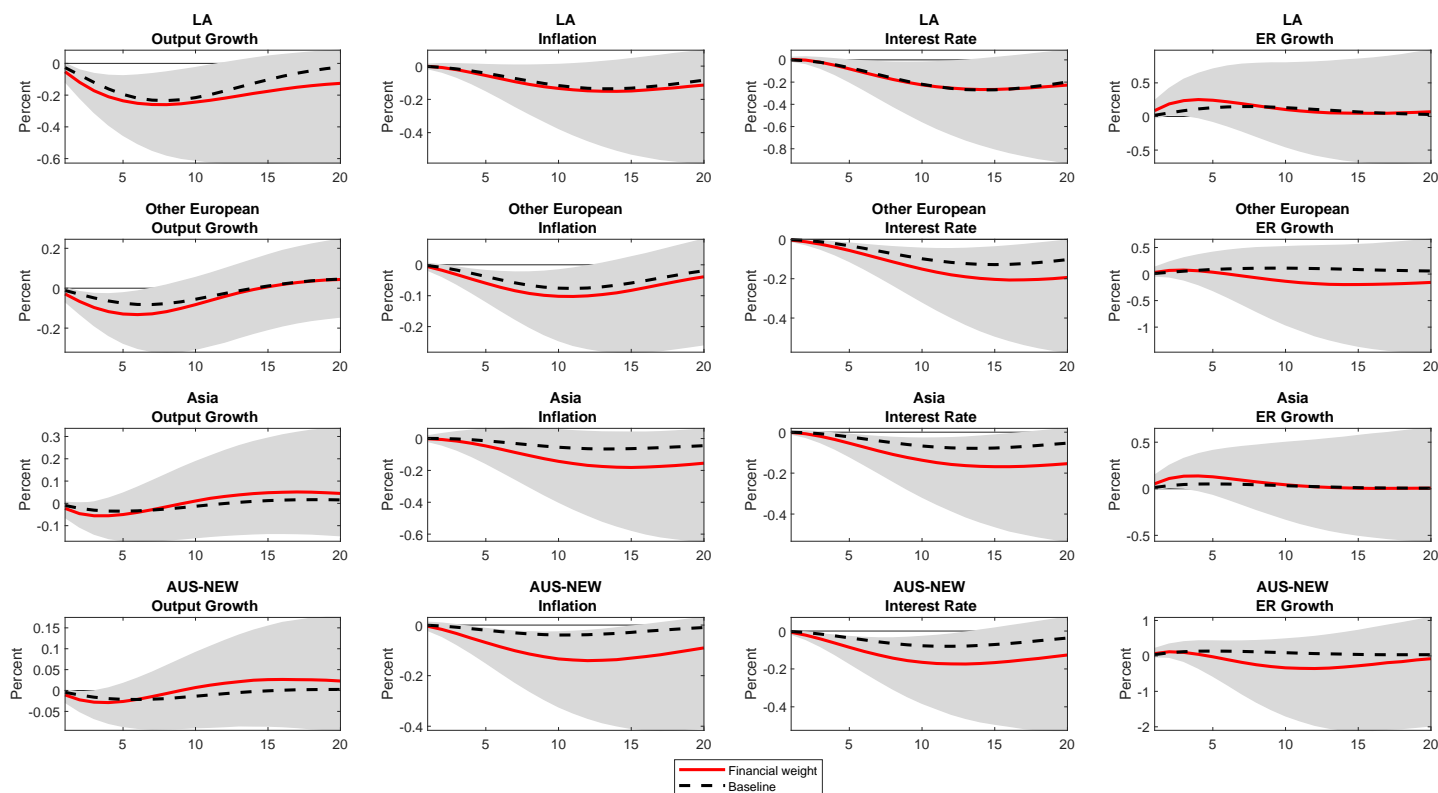 LA
Output Growth
Percent
0
-0.2
-0.4
-0.6
5
10
15
20
LA
Inflation
0
-0.2
-0.4
5
10
15
20
LA
Interest Rate
0
-0.2
-0.4
-0.6
-0.8
5
10
15
20
LA
ER Growth
Percent
0.5
0
-0.5
5
10
15
20
Other European
Output Growth
Percent
0.2
0
-0.2
5
10
15
20
Other European
Inflation
0
-0.1
-0.2
5
10
15
20
Other European
Interest Rate
0
-0.2
-0.4
5
10
15
20
Other European
ER Growth
Percent
0.5
0
-0.5
-1
5
10
15
20
Asia
Output Growth
Percent
0.3
0.2
0.1
0
-0.1
5
10
15
20
Asia
Inflation
0
-0.2
-0.4
-0.6
5
10
15
20
Asia
Interest Rate
0
-0.2
-0.4
5
10
15
20
Asia
ER Growth
Percent
0.5
0
-0.5
5
10
15
20
AUS-NEW
Output Growth
Percent
0.15
0.1
0.05
0
-0.05
5
10
15
20
AUS-NEW
Inflation
0
-0.2
-0.4
5
10
15
20
AUS-NEW
Interest Rate
0
-0.2
-0.4
5
10
15
20
AUS-NEW
ER Growth
Percent
1
0
-1
-2
5
10
15
20
Financial weight
Baseline